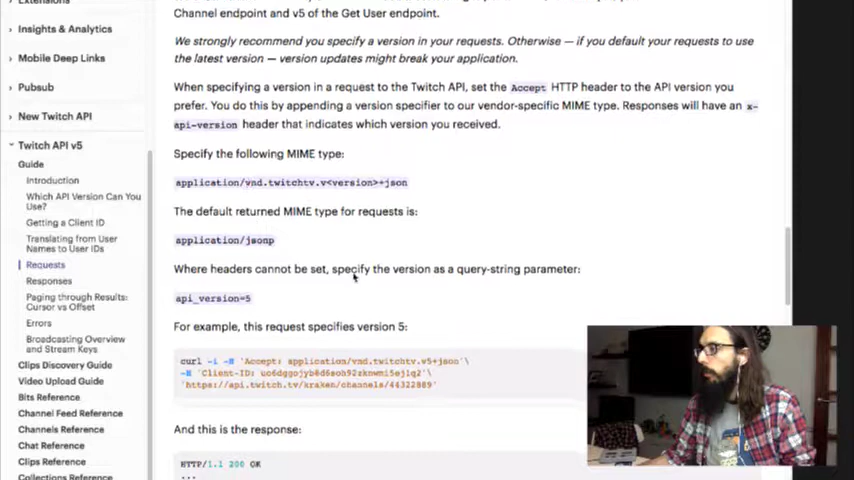 Extensions
Insights & Analytics
Mobile Deep Links
Pubsub
New Twitch API
Twitch API v5
Guide
Introduction
Which API Version Can You
Use?
Getting a Client ID
Translating from User
Names to User IDs
Requests
Responses
Paging through Results:
Cursor vs Offset
Errors
Broadcasting Overview
and Stream Keys
Clips Discovery Guide
Video Upload Guide
Bits Reference
Channel Feed Reference
Channels Reference
Chat Reference
Clips Reference
Collections Reference
Channel endpoint and v5 of the Get User endpoint.
We strongly recommend you specify a version in your requests. Otherwise — if you default your requests to use
the latest version — version updates might break your application.
When specifying a version in a request to the Twitch API, set the Accept HTTP header to the API version you
prefer. You do this by appending a version specifier to our vendor-specific MIME type. Responses will have an x-
api-version header that indicates which version you received.
Specify the following MIME type:
application/vnd.twitchtv.v<version>+json
The default returned MIME type for requests is:
application/jsonp
Where headers cannot be set, specify the version as a query-string parameter:
api_version=5
For example, this request specifies version 5:
curl -i -H 'Accept: application/vnd.twitchtv.v5+json'\
-H 'Client-ID: uo6dggojyb8d6soh92zknwmi5ej1q2'\
'https://api.twitch.tv/kraken/channels/44322889'
And this is the response:
HTTP/1.1 200 OK
...